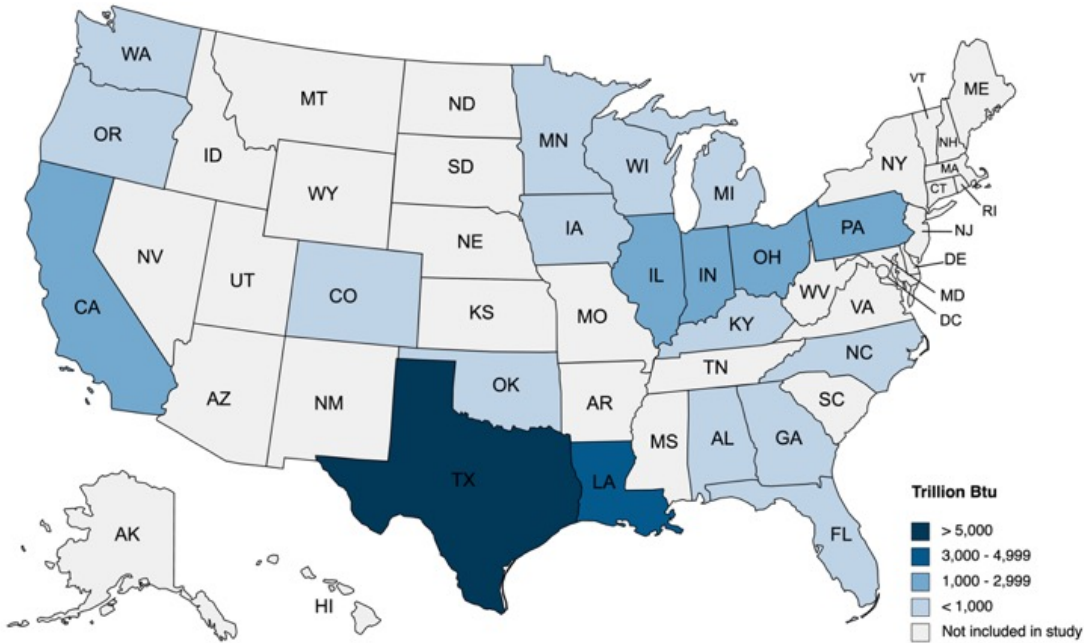 WA
MT
ND
MN
VT
ME
OR
ID
SD
WI
MI
NY
NH
MA
CT
RI
WY
NE
IA
PA
NJ
NV
UT
CO
IL
IN
OH
DE
CA
KS
MO
WV
VA
MD
DC
KY
AZ
NM
OK
AR
TN
NC
SC
TX
LA
MS
AL
GA
FL
AK
HI
Trillion Btu
> 5,000
3,000 - 4,999
1,000 - 2,999
< 1,000
Not included in study